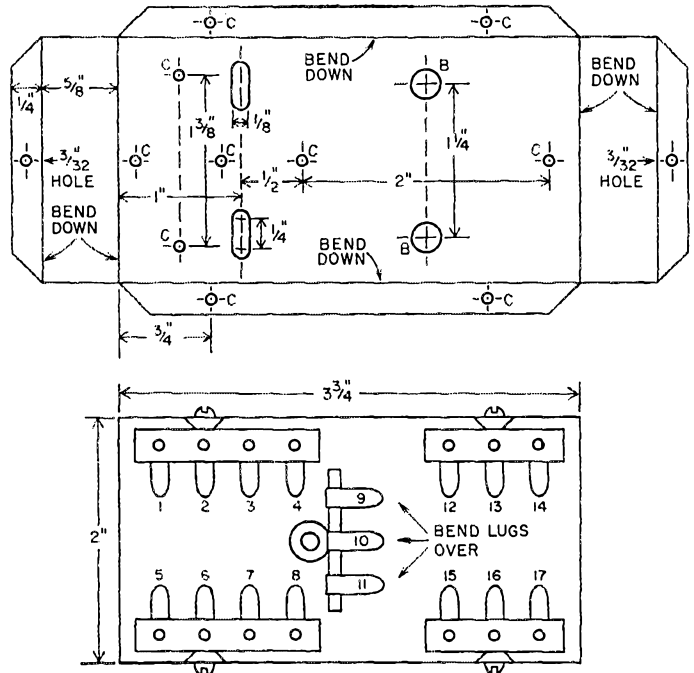 C
C
BEND
DOWN
1/4"
5/8"
C
B
BEND
DOWN
1 3/8"
1/8"
1 1/4"
3/32
HOLE
C
C
C
C
3/32
HOLE
1"
1/2"
2"
BEND
DOWN
C
1/4"
BEND
DOWN
B
C
C
3/4"
3 3/4"
2"
1
2
3
4
9
12
13
14
10
BEND LUGS
OVER
11
5
6
7
8
15
16
17